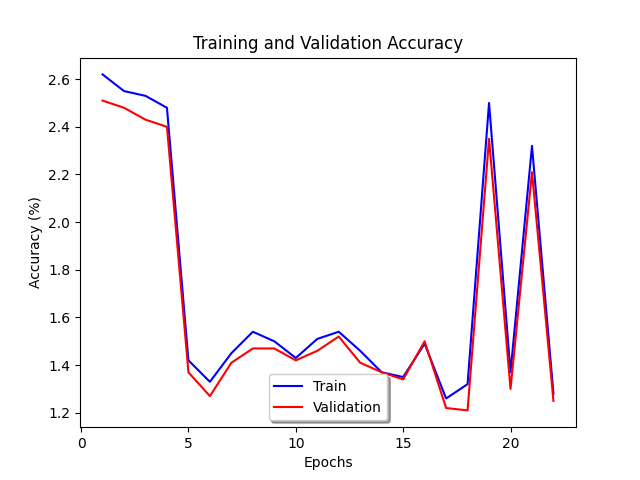 Training and Validation Accuracy
Accuracy (%)
2.6
2.4
2.2
2.0
1.8
1.6
1.4
1.2
Train
Validation
0 5 10 15 20
Epochs